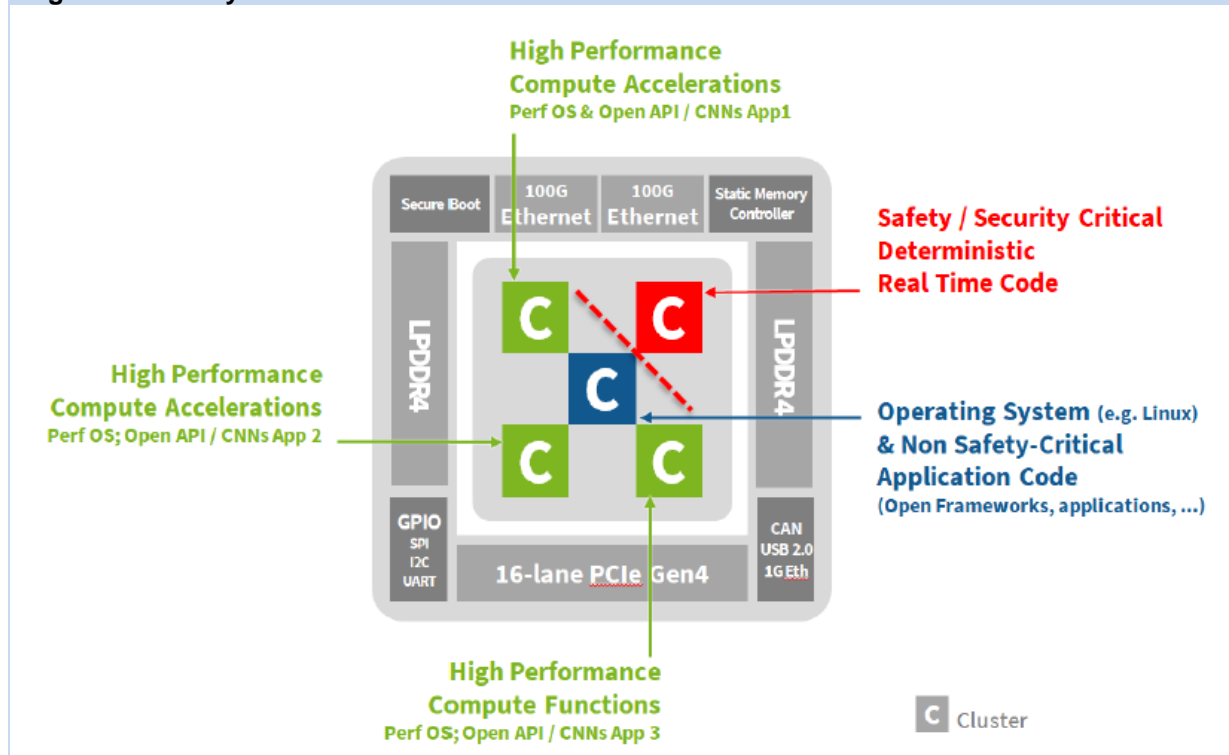 High Performance
Compute Accelerations
Perf OS & Open API / CNNs App1
Secure Boot
100G
Ethernet
100G
Ethernet
Static Memory
Controller
Safety / Security Critical
Deterministic
Real Time Code
LPDDR4
C
C
LPDDR4
C
High Performance
Compute Accelerations
Perf OS; Open API / CNNs App 2
Operating System (e.g. Linux)
& Non Safety-Critical
Application Code
(Open Frameworks, applications, ...)
C
C
GPIO
SPI
I2C
UART
16-lane PCIe Gen4
CAN
USB 2.0
1G Eth
High Performance
Compute Functions
Perf OS; Open API / CNNs App 3
C Cluster